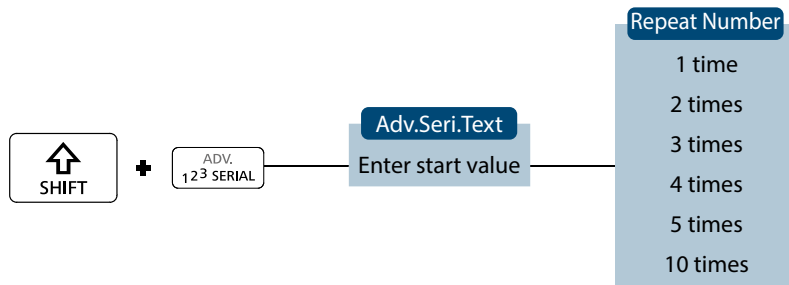 SHIFT
ADV.
123 SERIAL
Adv.Seri.Text
Enter start value
Repeat Number
1 time
2 times
3 times
4 times
5 times
10 times